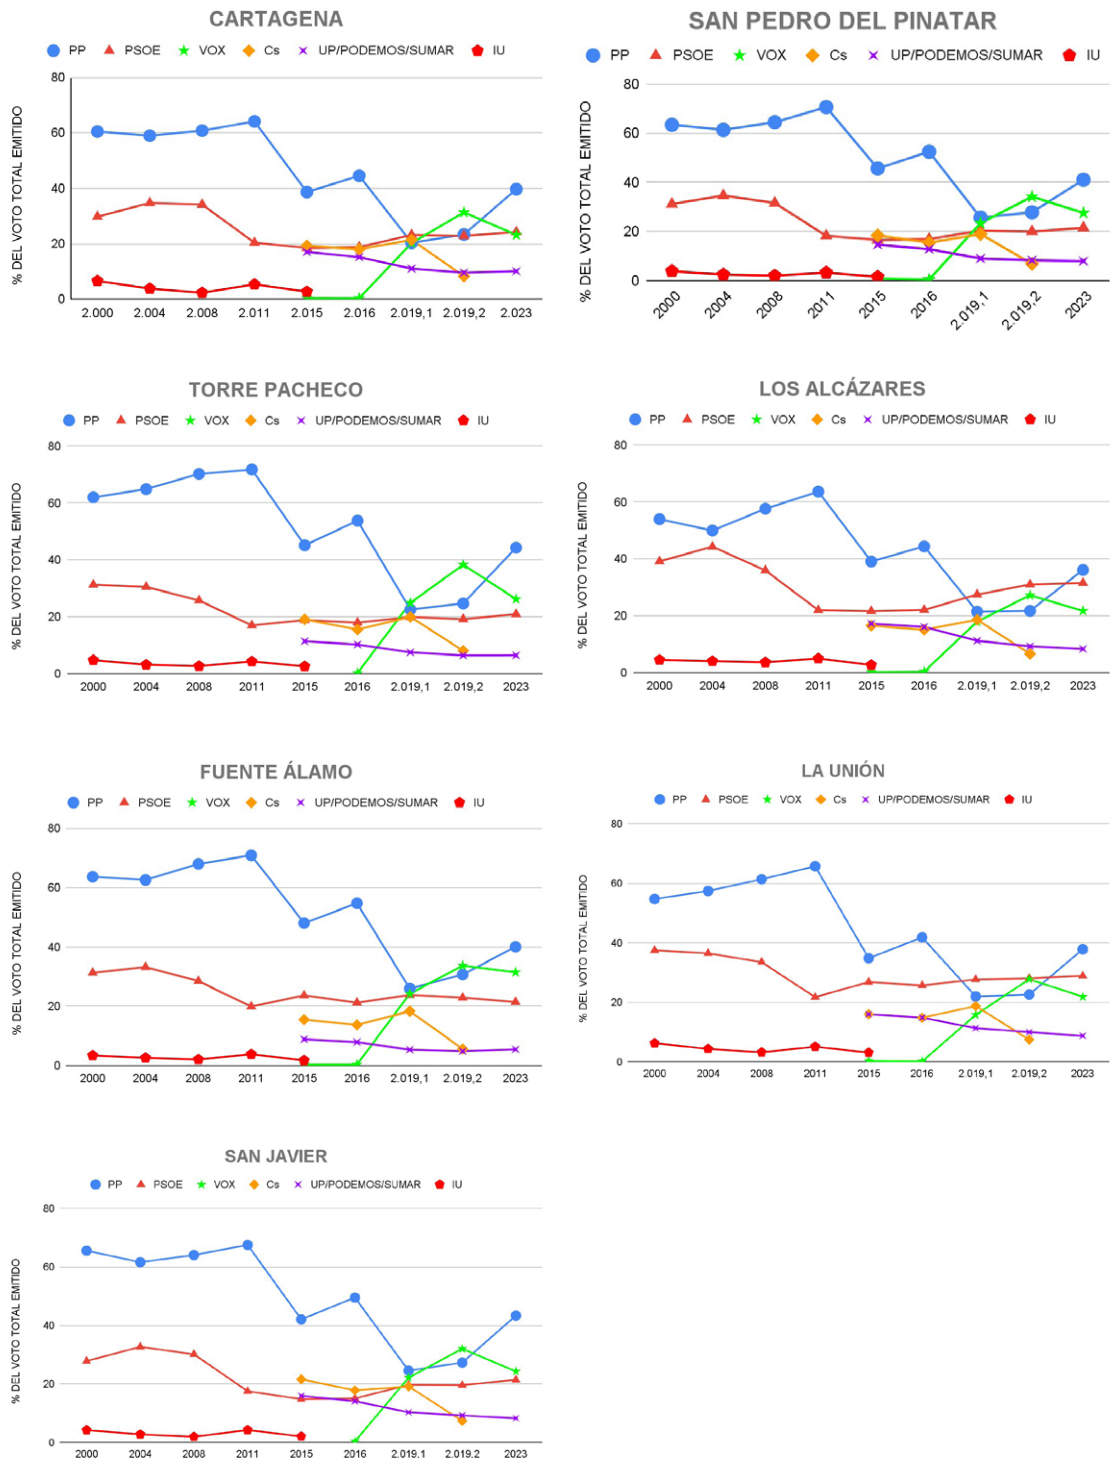 CARTAGENA
PP PSOE VOX Cs UP/PODEMOS/SUMAR IU
% DEL VOTO TOTAL EMITIDO
80
60
40
20
0
2.000 2.004 2.008 2.011 2.015 2.016 2.019,1 2.019,2 2.023
SAN PEDRO DEL PINATAR
PP PSOE VOX Cs UP/PODEMOS/SUMAR IU
% DEL VOTO TOTAL EMITIDO
80
60
40
20
0
2000 2004 2008 2011 2015 2016 2.019,1 2.019,2 2023
TORRE PACHECO
PP PSOE VOX Cs UP/PODEMOS/SUMAR IU
% DEL VOTO TOTAL EMITIDO
80
60
40
20
0
2000 2004 2008 2011 2015 2016 2.019,1 2.019,2 2023
LOS ALCÁZARES
PP PSOE VOX Cs UP/PODEMOS/SUMAR IU
% DEL VOTO TOTAL EMITIDO
80
60
40
20
0
2000 2004 2008 2011 2015 2016 2.019,1 2.019,2 2023
FUENTE ÁLAMO
PP PSOE VOX Cs UP/PODEMOS/SUMAR IU
% DEL VOTO TOTAL EMITIDO
80
60
40
20
0
2000 2004 2008 2011 2015 2016 2.019,1 2.019,2 2023
LA UNIÓN
PP PSOE VOX Cs UP/PODEMOS/SUMAR IU
% DEL VOTO TOTAL EMITIDO
80
60
40
20
0
2000 2004 2008 2011 2015 2016 2.019,1 2.019,2 2023
SAN JAVIER
PP PSOE VOX Cs UP/PODEMOS/SUMAR IU
% DEL VOTO TOTAL EMITIDO
80
60
40
20
0
2000 2004 2008 2011 2015 2016 2.019,1 2.019.2 2023